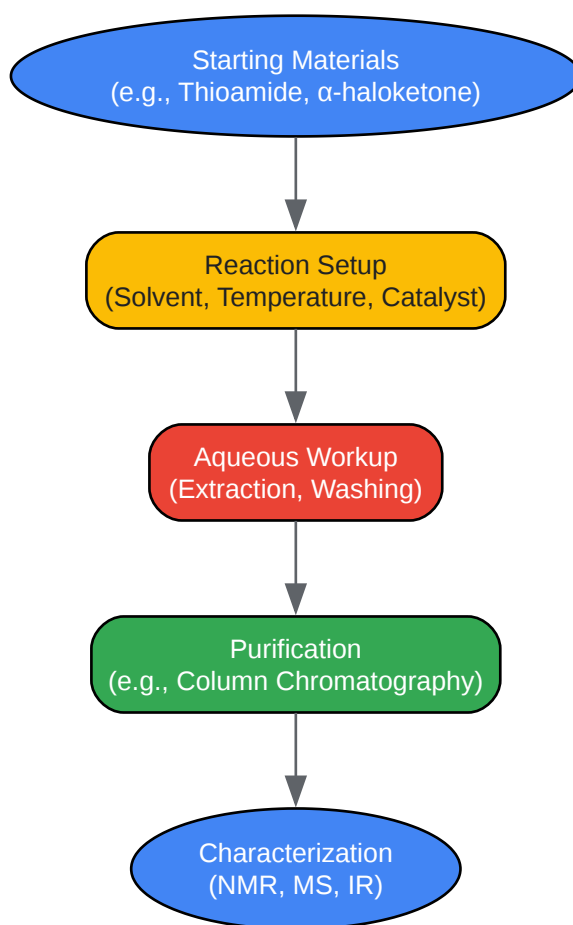 Starting Materials
(e.g., Thioamide, α-haloketone)
Reaction Setup
(Solvent, Temperature, Catalyst)
Aqueous Workup
(Extraction, Washing)
Purification
(e.g., Column Chromatography)
Characterization
(NMR, MS, IR)